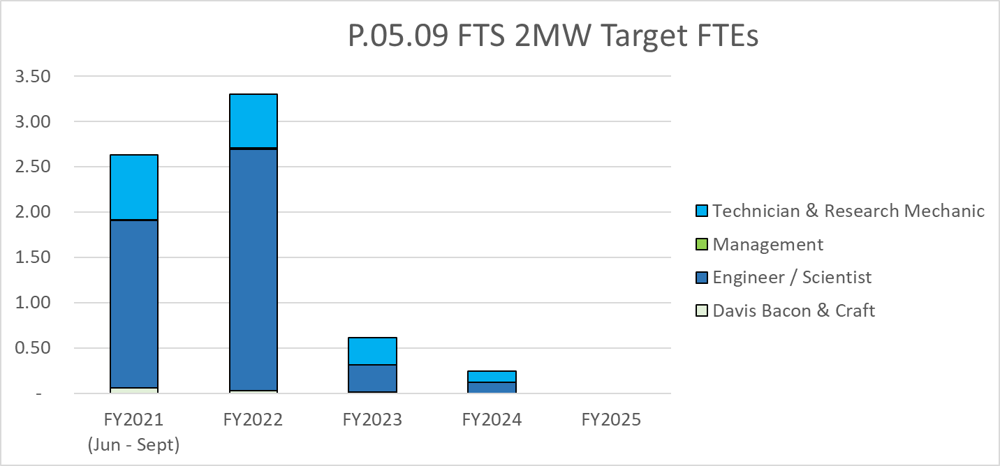 P.05.09 FTS 2MW Target FTEs
3.50
3.00
2.50
2.00
1.50
1.00
0.50
-
FY2021
(Jun - Sept)
FY2022
FY2023
FY2024
FY2025
Technician & Research Mechanic
Management
Engineer / Scientist
Davis Bacon & Craft